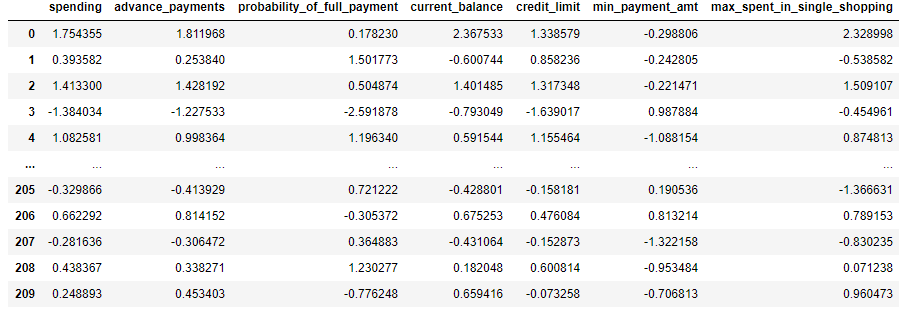 spending advance_payments probability_of_full_payment current_balance credit_limit min_payment_amt max_spent_in_single_shopping
0 1.754355 1.811968 0.178230 2.367533 1.338579 -0.298806 2.328998
1 0.393582 0.253840 1.501773 -0.600744 0.858236 -0.242805 -0.538582
2 1.413300 1.428192 0.504874 1.401485 1.317348 -0.221471 1.509107
3 -1.384034 -1.227533 -2.591878 -0.793049 -1.639017 0.987884 -0.454961
4 1.082581 0.998364 1.196340 0.591544 1.155464 -1.088154 0.874813
... ... ... ... ... ... ... ...
205 -0.329866 -0.413929 0.721222 -0.428801 -0.158181 0.190536 -1.366631
206 0.662292 0.814152 -0.305372 0.675253 0.476084 0.813214 0.789153
207 -0.281636 -0.306472 0.364883 -0.431064 -0.152873 -1.322158 -0.830235
208 0.438367 0.338271 1.230277 0.182048 0.600814 -0.953484 0.071238
209 0.248893 0.453403 -0.776248 0.659416 -0.073258 -0.706813 0.960473